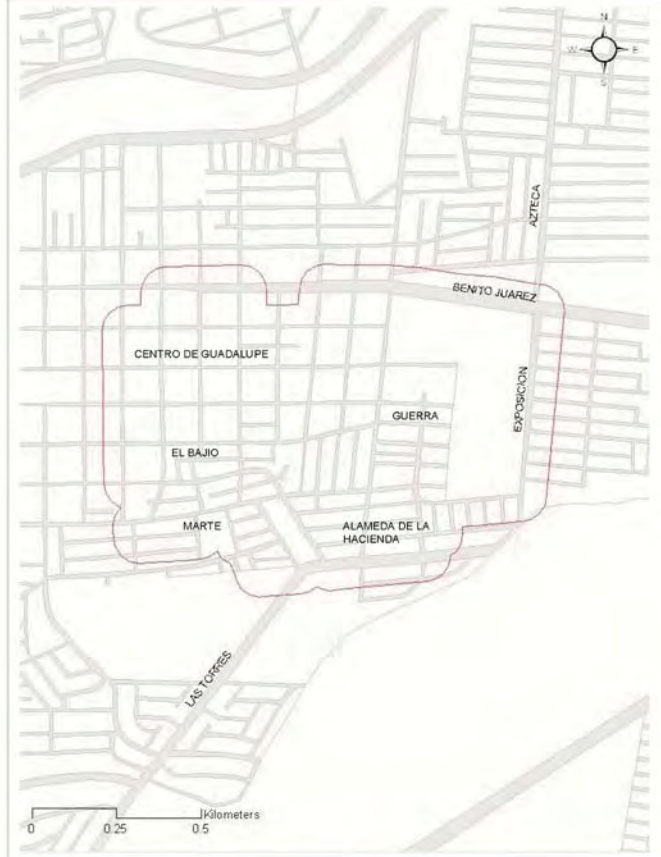 N
W E
S
AZTECA
BENITO JUAREZ
CENTRO DE GUADALUPE
EXPOSICION
GUERRA
EL BAJIO
MARTE
ALAMEDA DE LA
HACIENDA
LAS TORRES
Kilometers
0 0.25 0.5